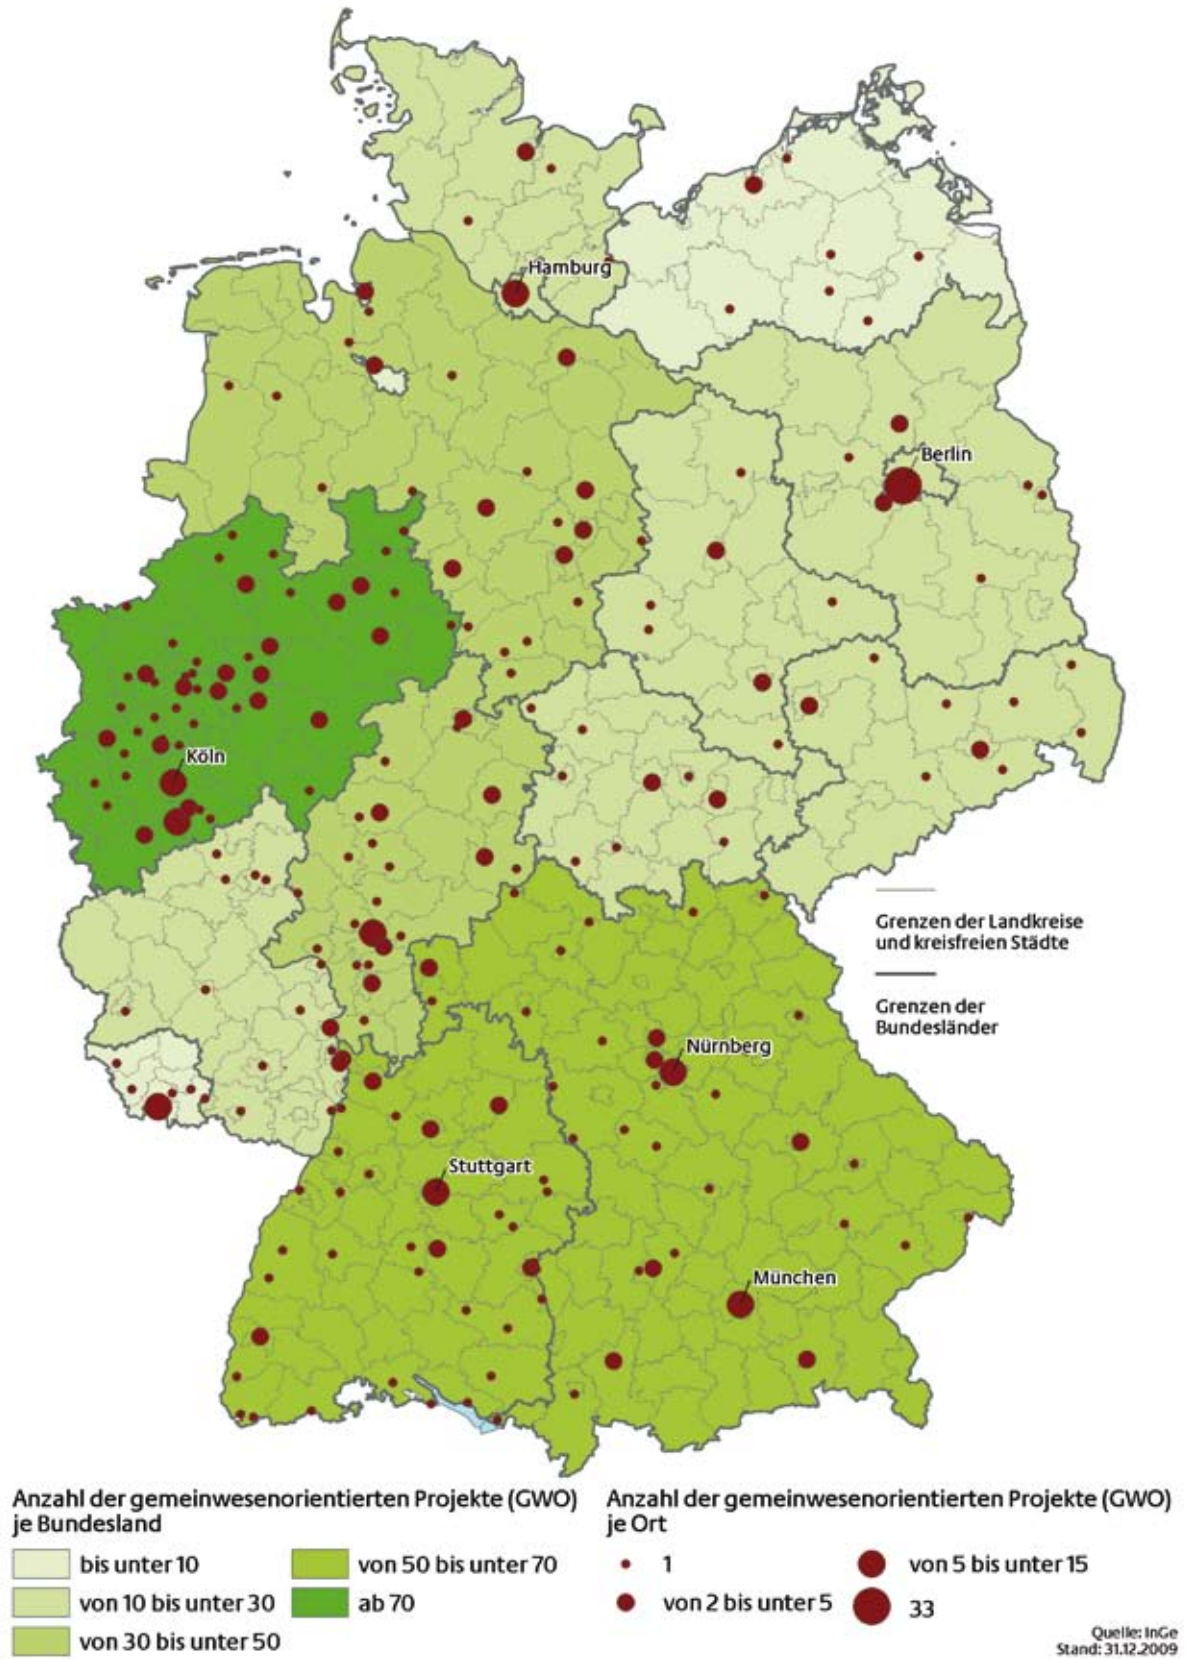 Hamburg
Berlin
Köln
Grenzen der Landkreise
und kreisfreien Städte
Grenzen der
Bundesländer
Nürnberg
Stuttgart
München
Anzahl der gemeinwesenorientierten Projekte (GWO)
je Bundesland
bis unter 10
von 10 bis unter 30
von 30 bis unter 50
von 50 bis unter 70
ab 70
Anzahl der gemeinwesenorientierten Projekte (GWO)
je Ort
1
von 2 bis unter 5
von 5 bis unter 15
33
Quelle: InGe
Stand: 31.12.2009